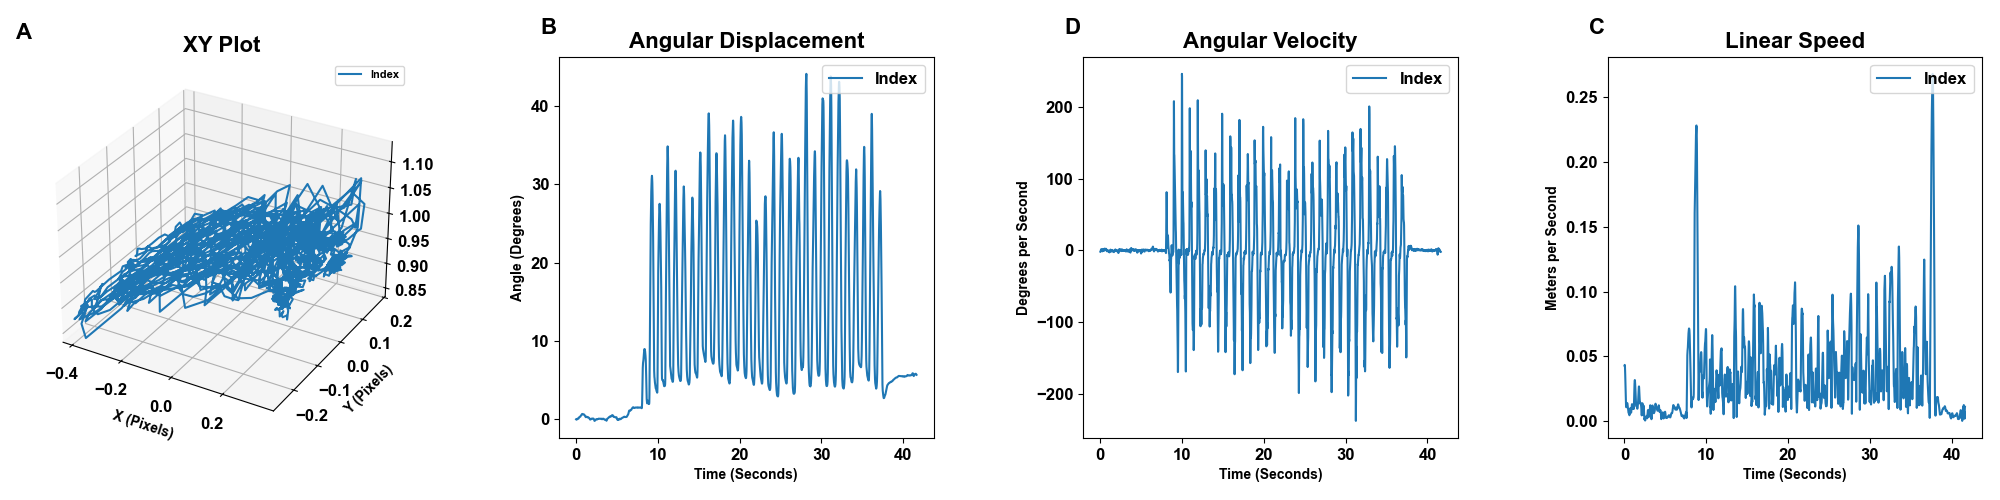 A
XY Plot
Index
1.10
1.05
1.00
0.95
0.90
0.85
0.2
0.1
0.0
−0.1
−0.2
Y (Pixels)
−0.4
−0.2
0.0
0.2
X (Pixels)
B
Angular Displacement
Index
40
30
20
10
0
Angle (Degrees)
0 10 20 30 40
Time (Seconds)
D
Angular Velocity
Index
200
100
0
−100
−200
Degrees per Second
0 10 20 30 40
Time (Seconds)
C
Linear Speed
Index
0.25
0.20
0.15
0.10
0.05
0.00
Meters per Second
0 10 20 30 40
Time (Seconds)